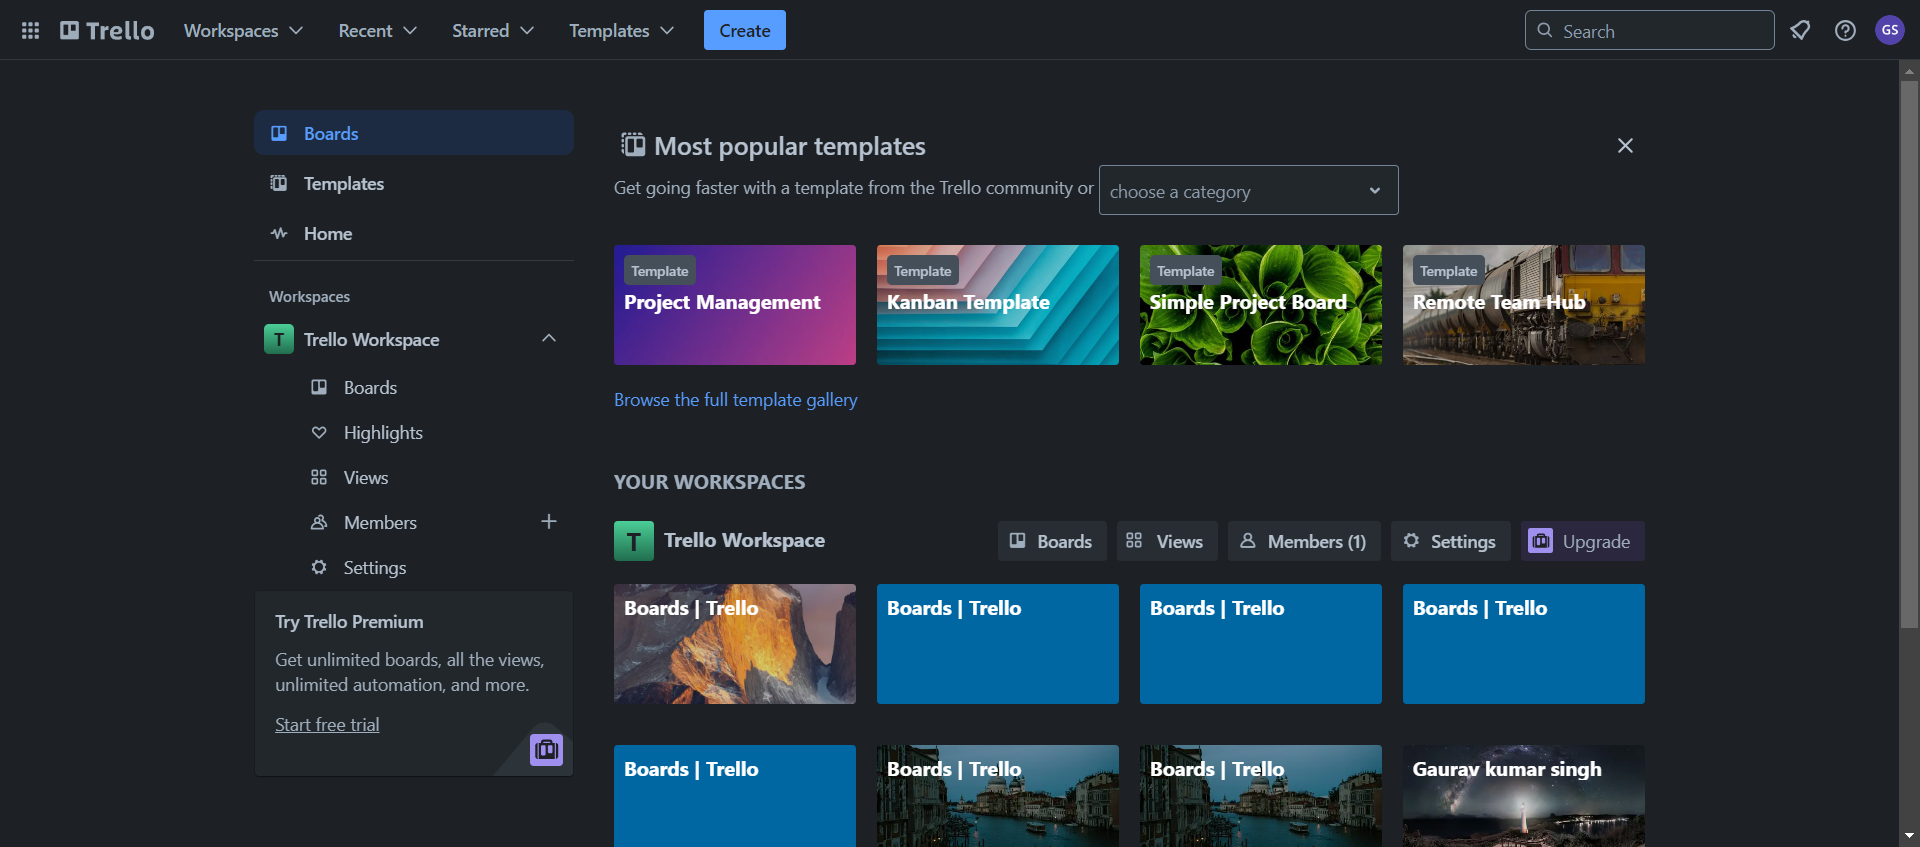 Trello
Workspaces
Recent
Starred
Templates
Create
Search
GS
Boards
Templates
Home
Workspaces
T
Trello Workspace
Boards
Highlights
Views
Members
Settings
Try Trello Premium
Get unlimited boards, all the views,
unlimited automation, and more.
Start free trial
Most popular templates
Get going faster with a template from the Trello community or
choose a category
Template
Project Management
Template
Kanban Template
Template
Simple Project Board
Template
Remote Team Hub
Browse the full template gallery
YOUR WORKSPACES
T
Trello Workspace
Boards
Views
Members (1)
Settings
Upgrade
Boards | Trello
Boards | Trello
Boards | Trello
Boards | Trello
Boards | Trello
Boards | Trello
Boards | Trello
Gaurav kumar singh